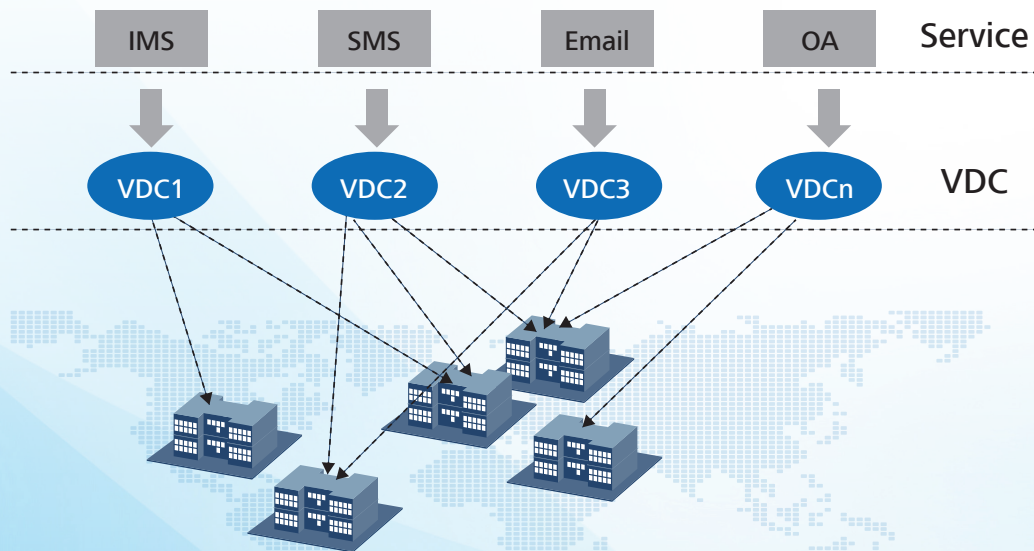 IMS
SMS
Email
OA
Service
VDC1
VDC2
VDC3
VDCn
VDC